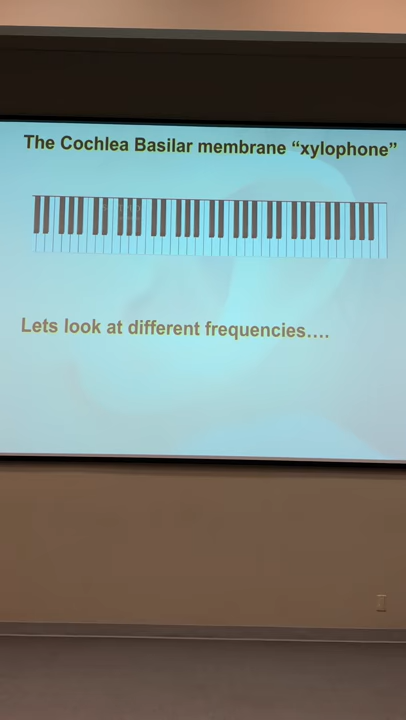 The Cochlea Basilar membrane “xylophone”
Lets look at different frequencies….